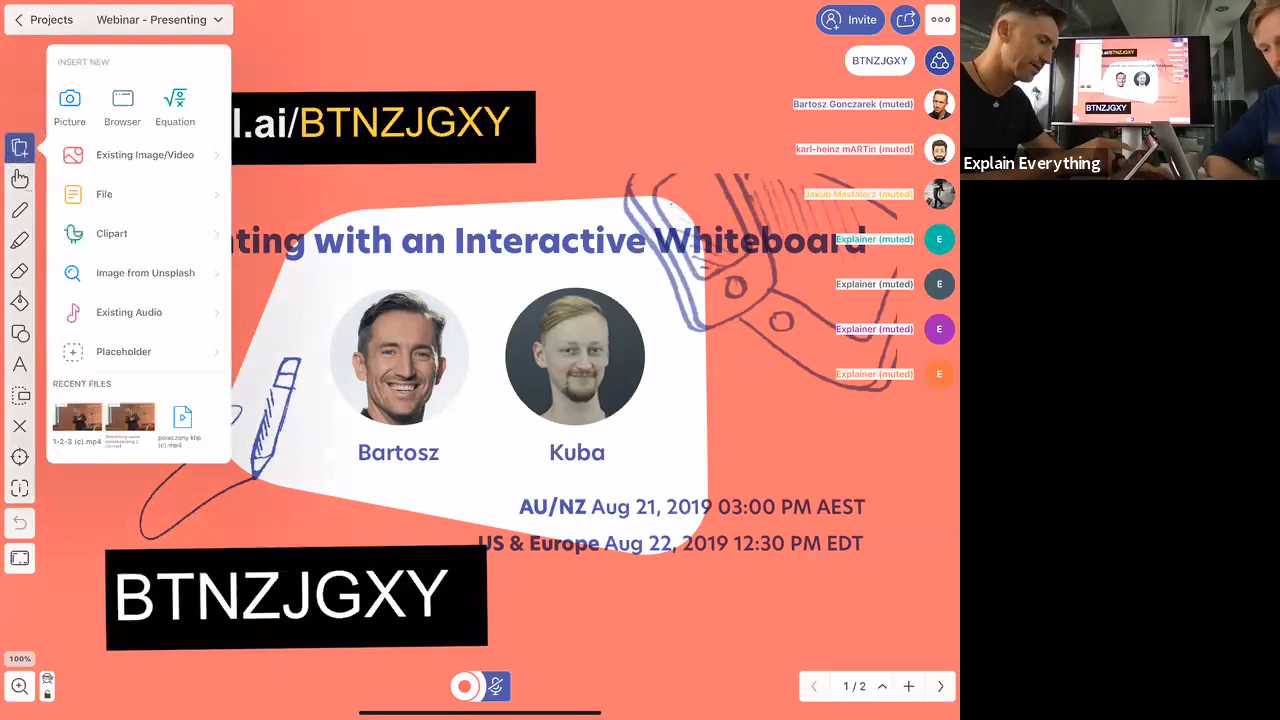 Projects
Webinar - Presenting
Invite
INSERT NEW
Picture
Browser
Equation
Existing Image/Video
File
Clipart
Image from Unsplash
Existing Audio
Placeholder
RECENT FILES
1-2-3 (c).mp4
połączony klip (c).mp4
l.ai/BTNZJGXY
BTNZJGXY
Bartosz Gonczarek (muted)
karl-heinz mARTin (muted)
Jakub Mastalerz (muted)
Explainer (muted)
E
Explainer (muted)
E
Explainer (muted)
E
Explainer (muted)
E
nting with an Interactive Whiteboard
Bartosz
Kuba
AU/NZ Aug 21, 2019 03:00 PM AEST
US & Europe Aug 22, 2019 12:30 PM EDT
BTNZJGXY
100%
1 / 2
BTNZJGXY
Explain Everything